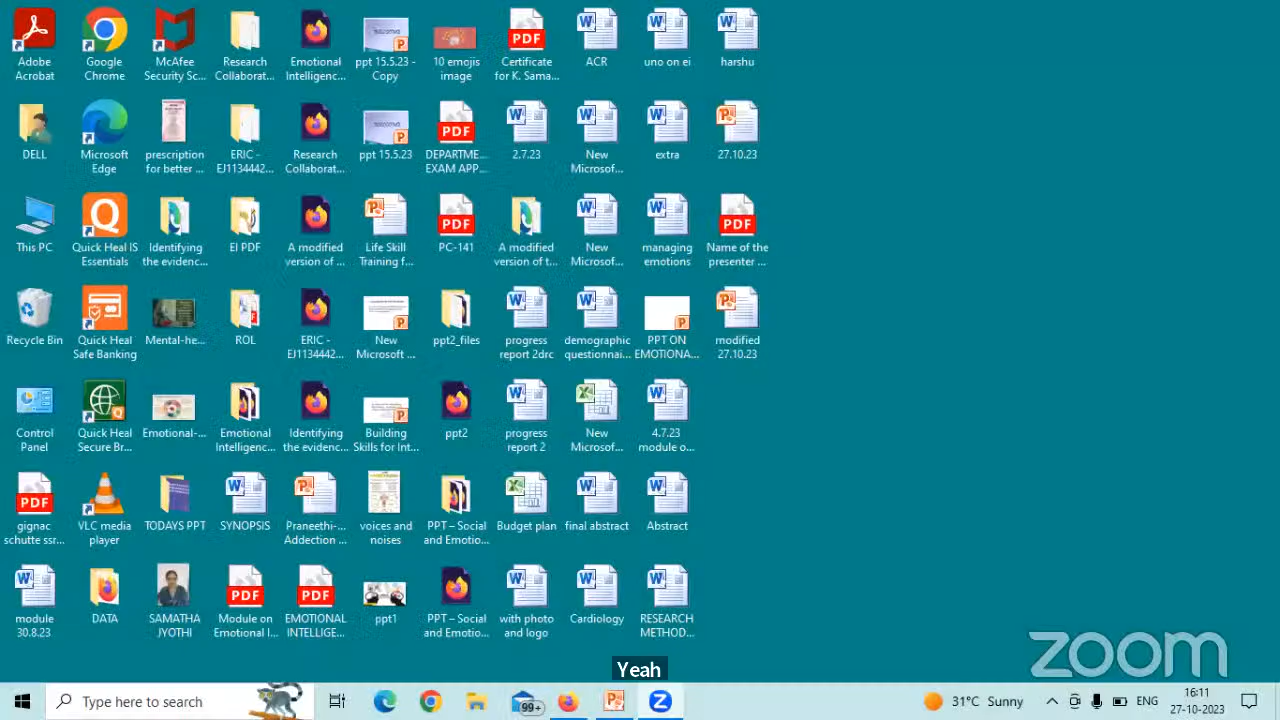 Adobe
Acrobat
Google
Chrome
McAfee
Security Sc...
Research
Collaborat...
Emotional
Intelligenc...
ppt 15.5.23 -
Copy
10 emojis
image
Certificate
for K. Sama...
ACR
uno on ei
harshu
DELL
Microsoft
Edge
prescription
for better ...
ERIC -
EJ1134442...
Research
Collaborat...
ppt 15.5.23
DEPARTME...
EXAM APP...
2.7.23
New
Microsof...
extra
27.10.23
This PC
Quick Heal IS
Essentials
Identifying
the evidenc...
EI PDF
A modified
version of ...
Life Skill
Training f...
PC-141
A modified
version of t...
New
Microsof...
managing
emotions
Name of the
presenter ...
Recycle Bin
Quick Heal
Safe Banking
Mental-he...
ROL
ERIC -
EJ1134442...
New
Microsoft ...
ppt2_files
progress
report 2drc
demographic
questionnai...
PPT ON
EMOTIONA...
modified
27.10.23
Control
Panel
Quick Heal
Secure Br...
Emotional-...
Emotional
Intelligenc...
Identifying
the evidenc...
Building
Skills for Int...
ppt2
progress
report 2
New
Microsof...
4.7.23
module o...
gignac
schutte ssr...
VLC media
player
TODAYS PPT
SYNOPSIS
Praneethi-...
Addection ...
voices and
noises
PPT – Social
and Emotio...
Budget plan
final abstract
Abstract
module
30.8.23
DATA
SAMATHA
JYOTHI
Module on
Emotional I...
EMOTIONAL
INTELLIGE...
ppt1
PPT – Social
and Emotio...
with photo
and logo
Cardiology
RESEARCH
METHOD...
PDF
PDF
PDF
PDF
PDF
PDF
PDF
zoom
Yeah
Type here to search
99+
31°C Sunny
ENG
16:11
27-10-2023